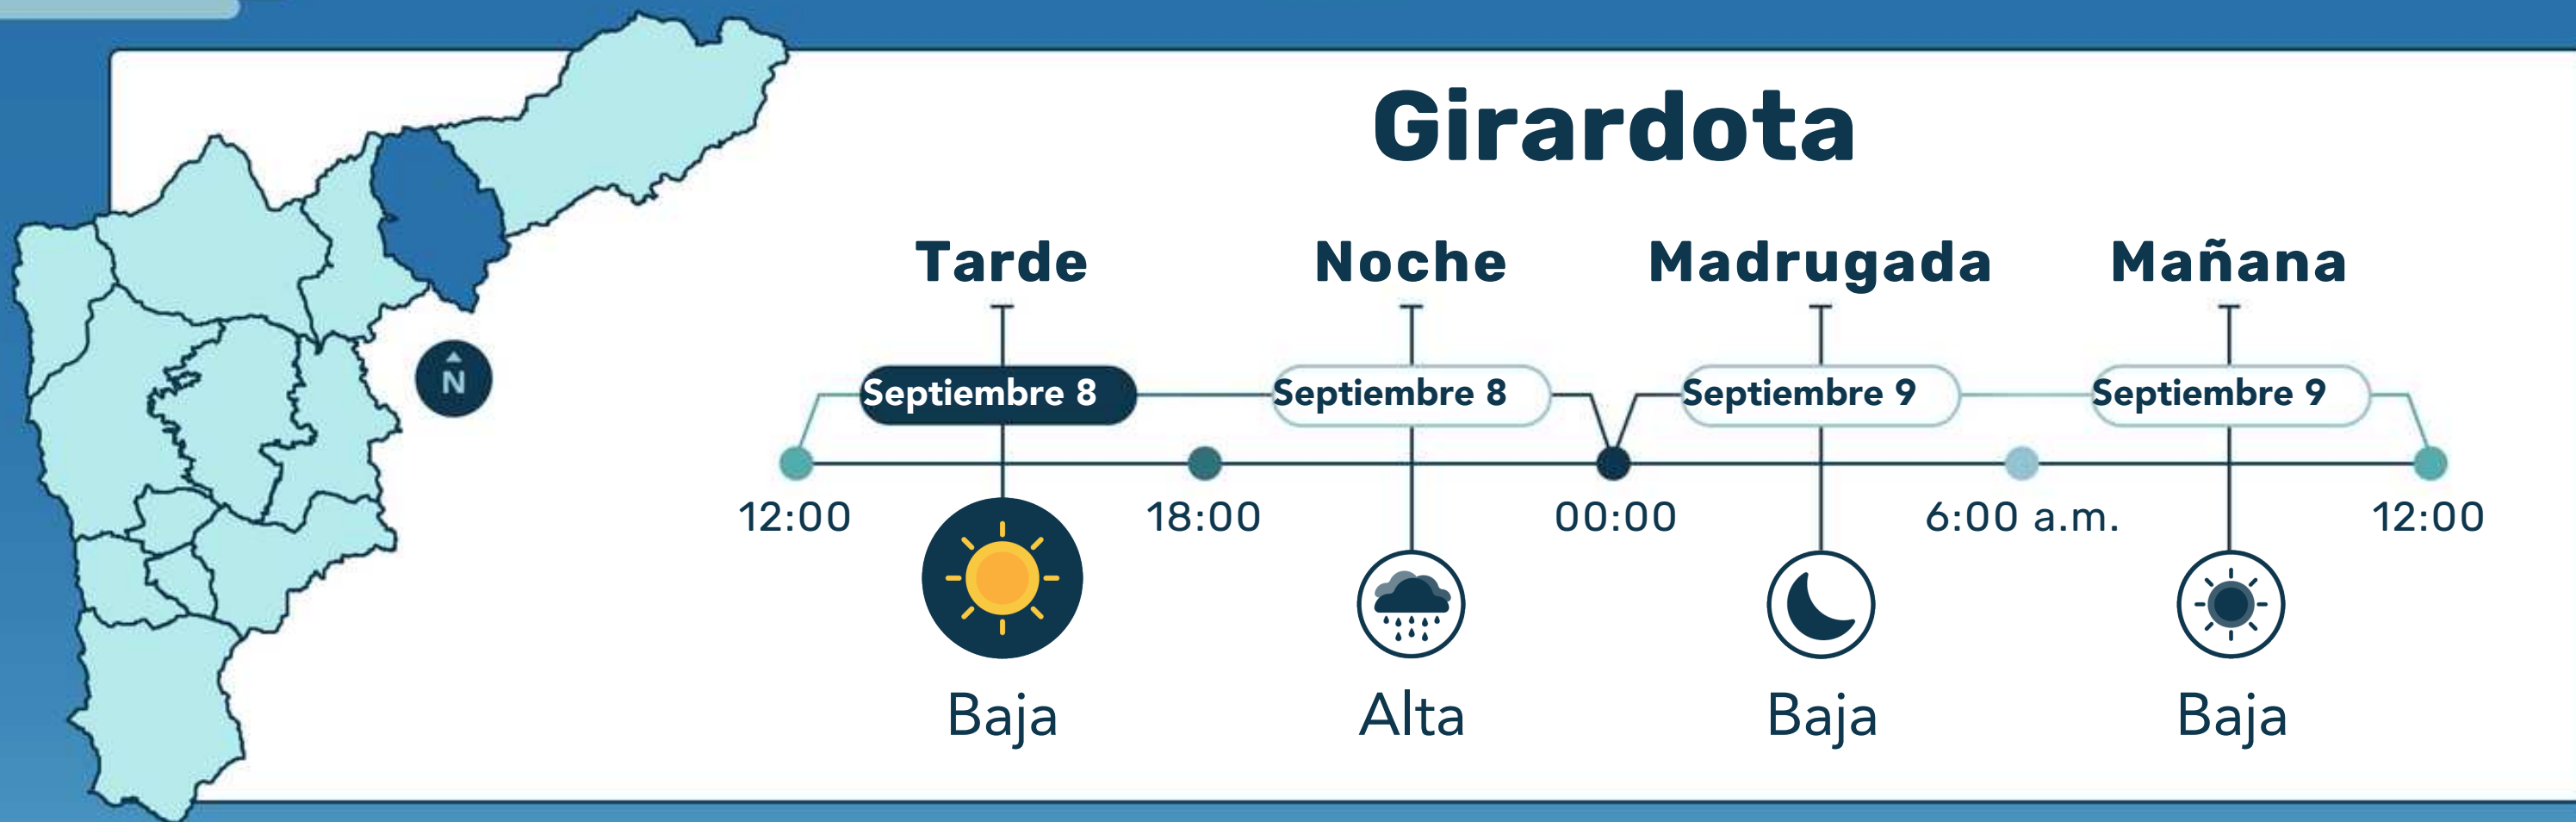 Girardota
Tarde Noche Madrugada Mañana
N
Septiembre 8 Septiembre 8 Septiembre 9 Septiembre 9
12:00 18:00 00:00 6:00 a.m. 12:00
Baja Alta Baja Baja